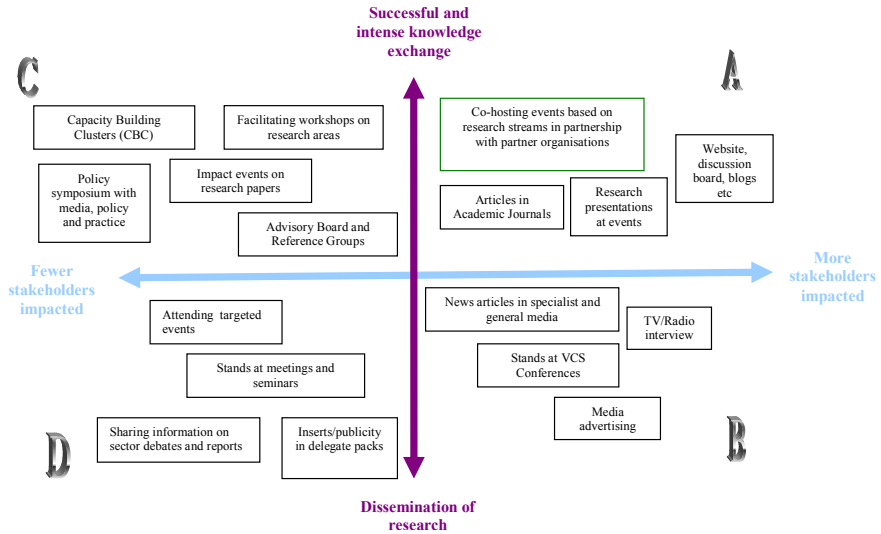 Successful and
intense knowledge
exchange
C
A
Capacity Building
Clusters (CBC)
Facilitating workshops on
research areas
Co-hosting events based on
research streams in partnership
with partner organisations
Website,
discussion
board, blogs
etc
Policy
symposium with
media, policy
and practice
Impact events on
research papers
Articles in
Academic Journals
Research
presentations
at events
Advisory Board and
Reference Groups
Fewer
stakeholders
impacted
More
stakeholders
impacted
Attending targeted
events
News articles in specialist and
general media
TV/Radio
interview
Stands at meetings and
seminars
Stands at VCS
Conferences
Sharing information on
sector debates and reports
Inserts/publicity
in delegate packs
Media
advertising
D
B
Dissemination of
research